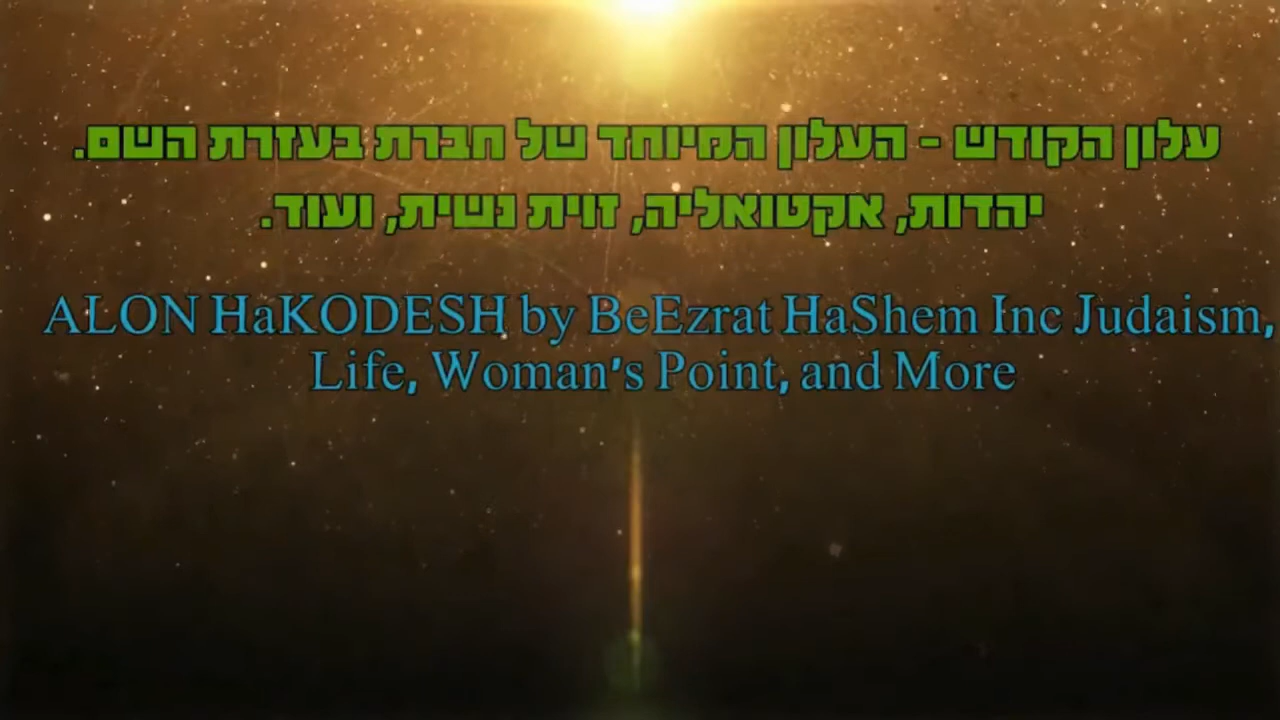 עלון הקודש - העלון המיוחד של חברת בעזרת השם.
יהדות, אקטואליה, זוית נשית, ועוד.
ALON HaKODESH by BeEzrat HaShem Inc Judaism,
Life, Woman's Point, and More